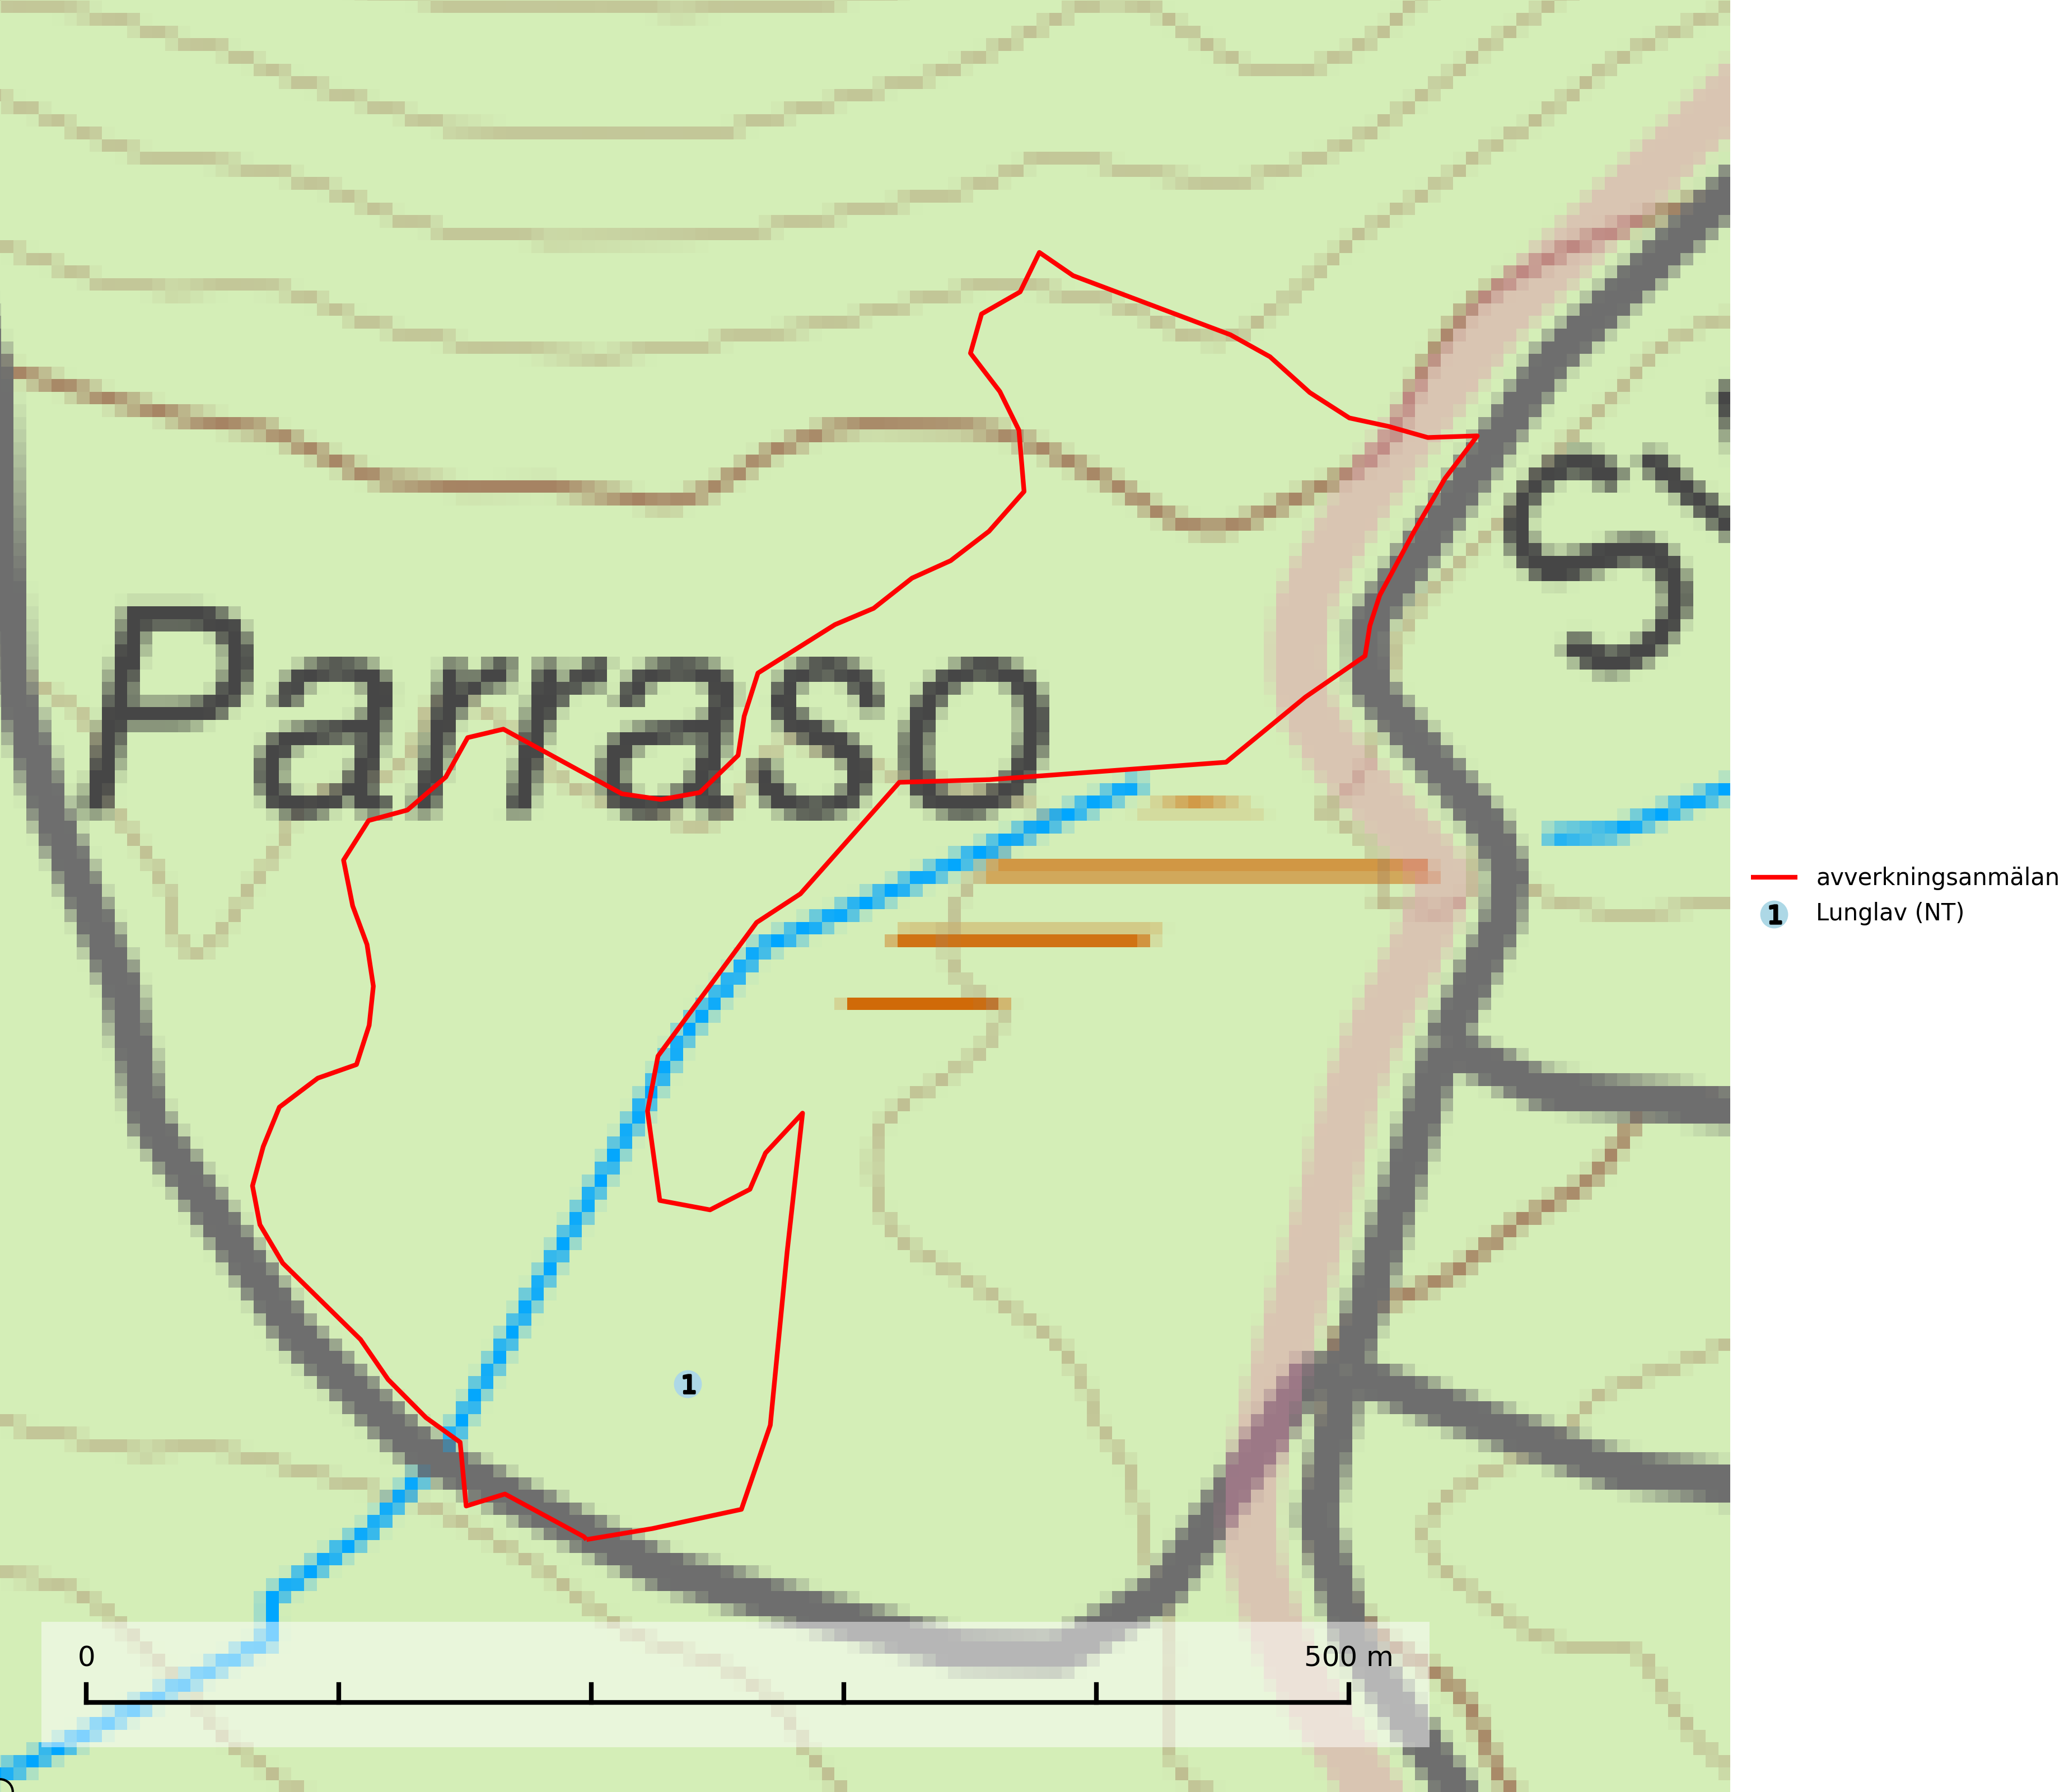 S
Parraso
avverkningsanmälan
1 Lunglav (NT)
1
0 500 m